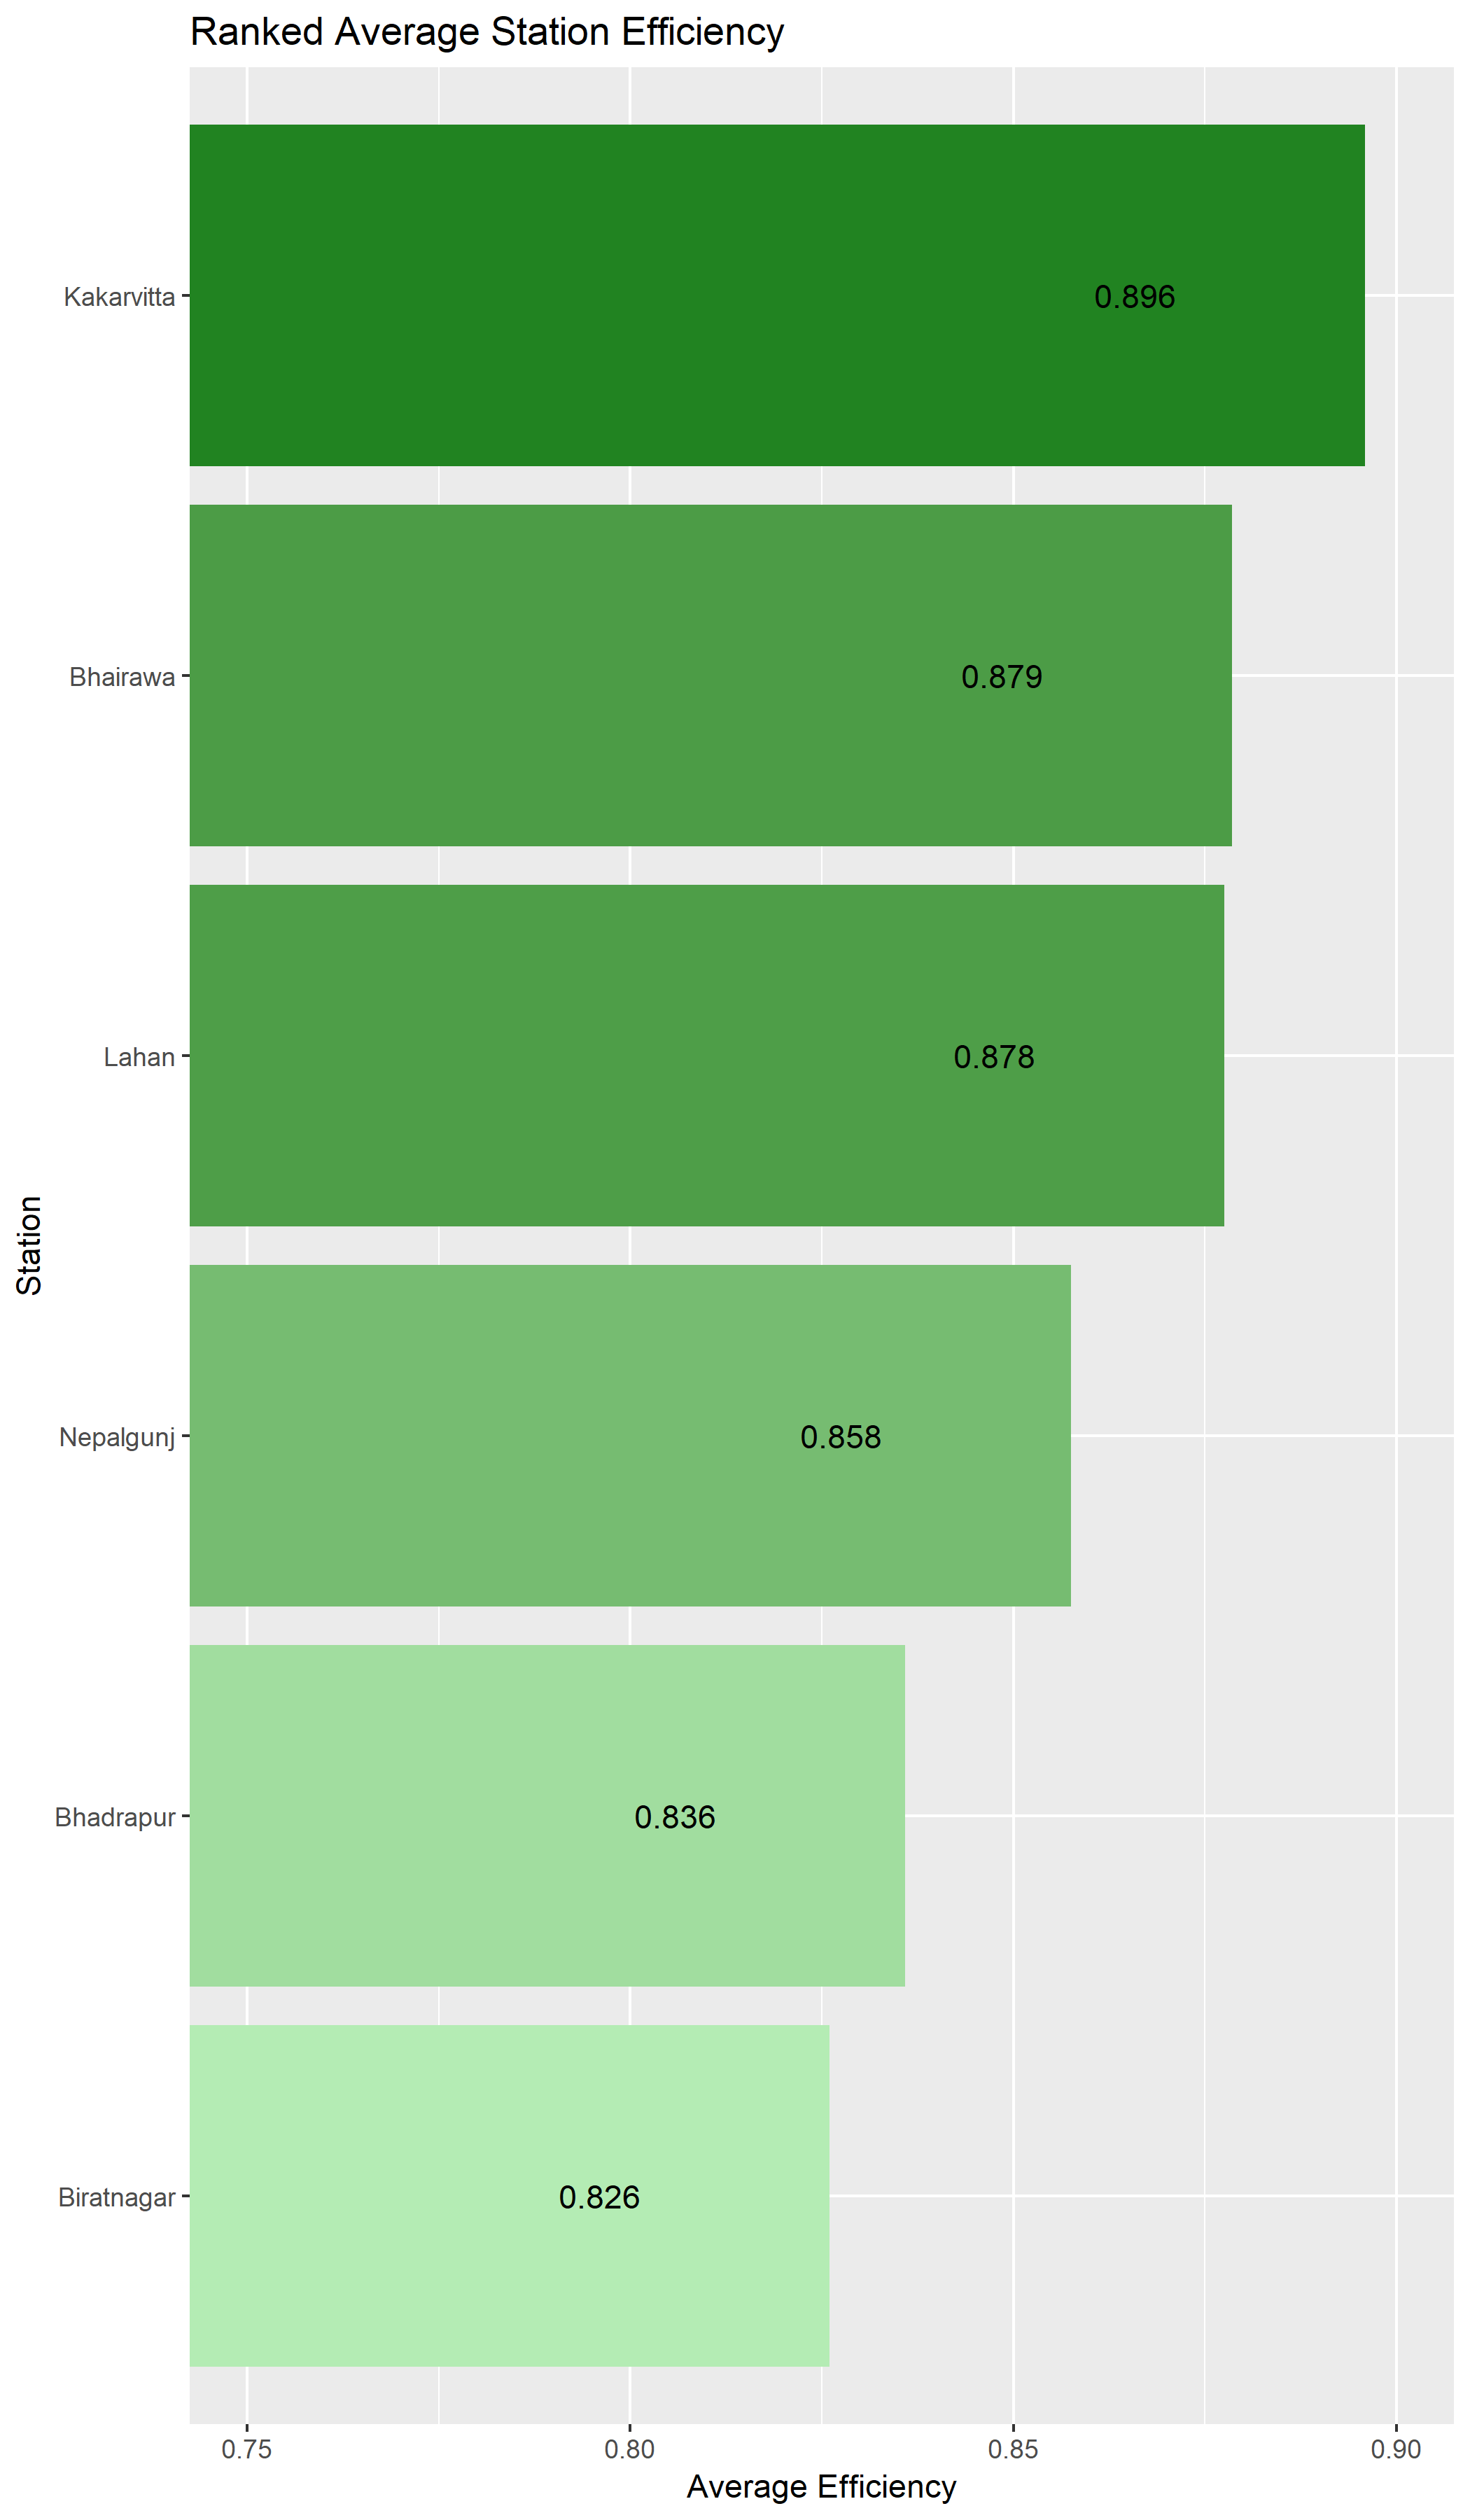 Ranked Average Station Efficiency
Kakarvitta
0.896
Bhairawa
0.879
Lahan
0.878
Station
Nepalgunj
0.858
Bhadrapur
0.836
Biratnagar
0.826
0.75 0.80 0.85 0.90
Average Efficiency